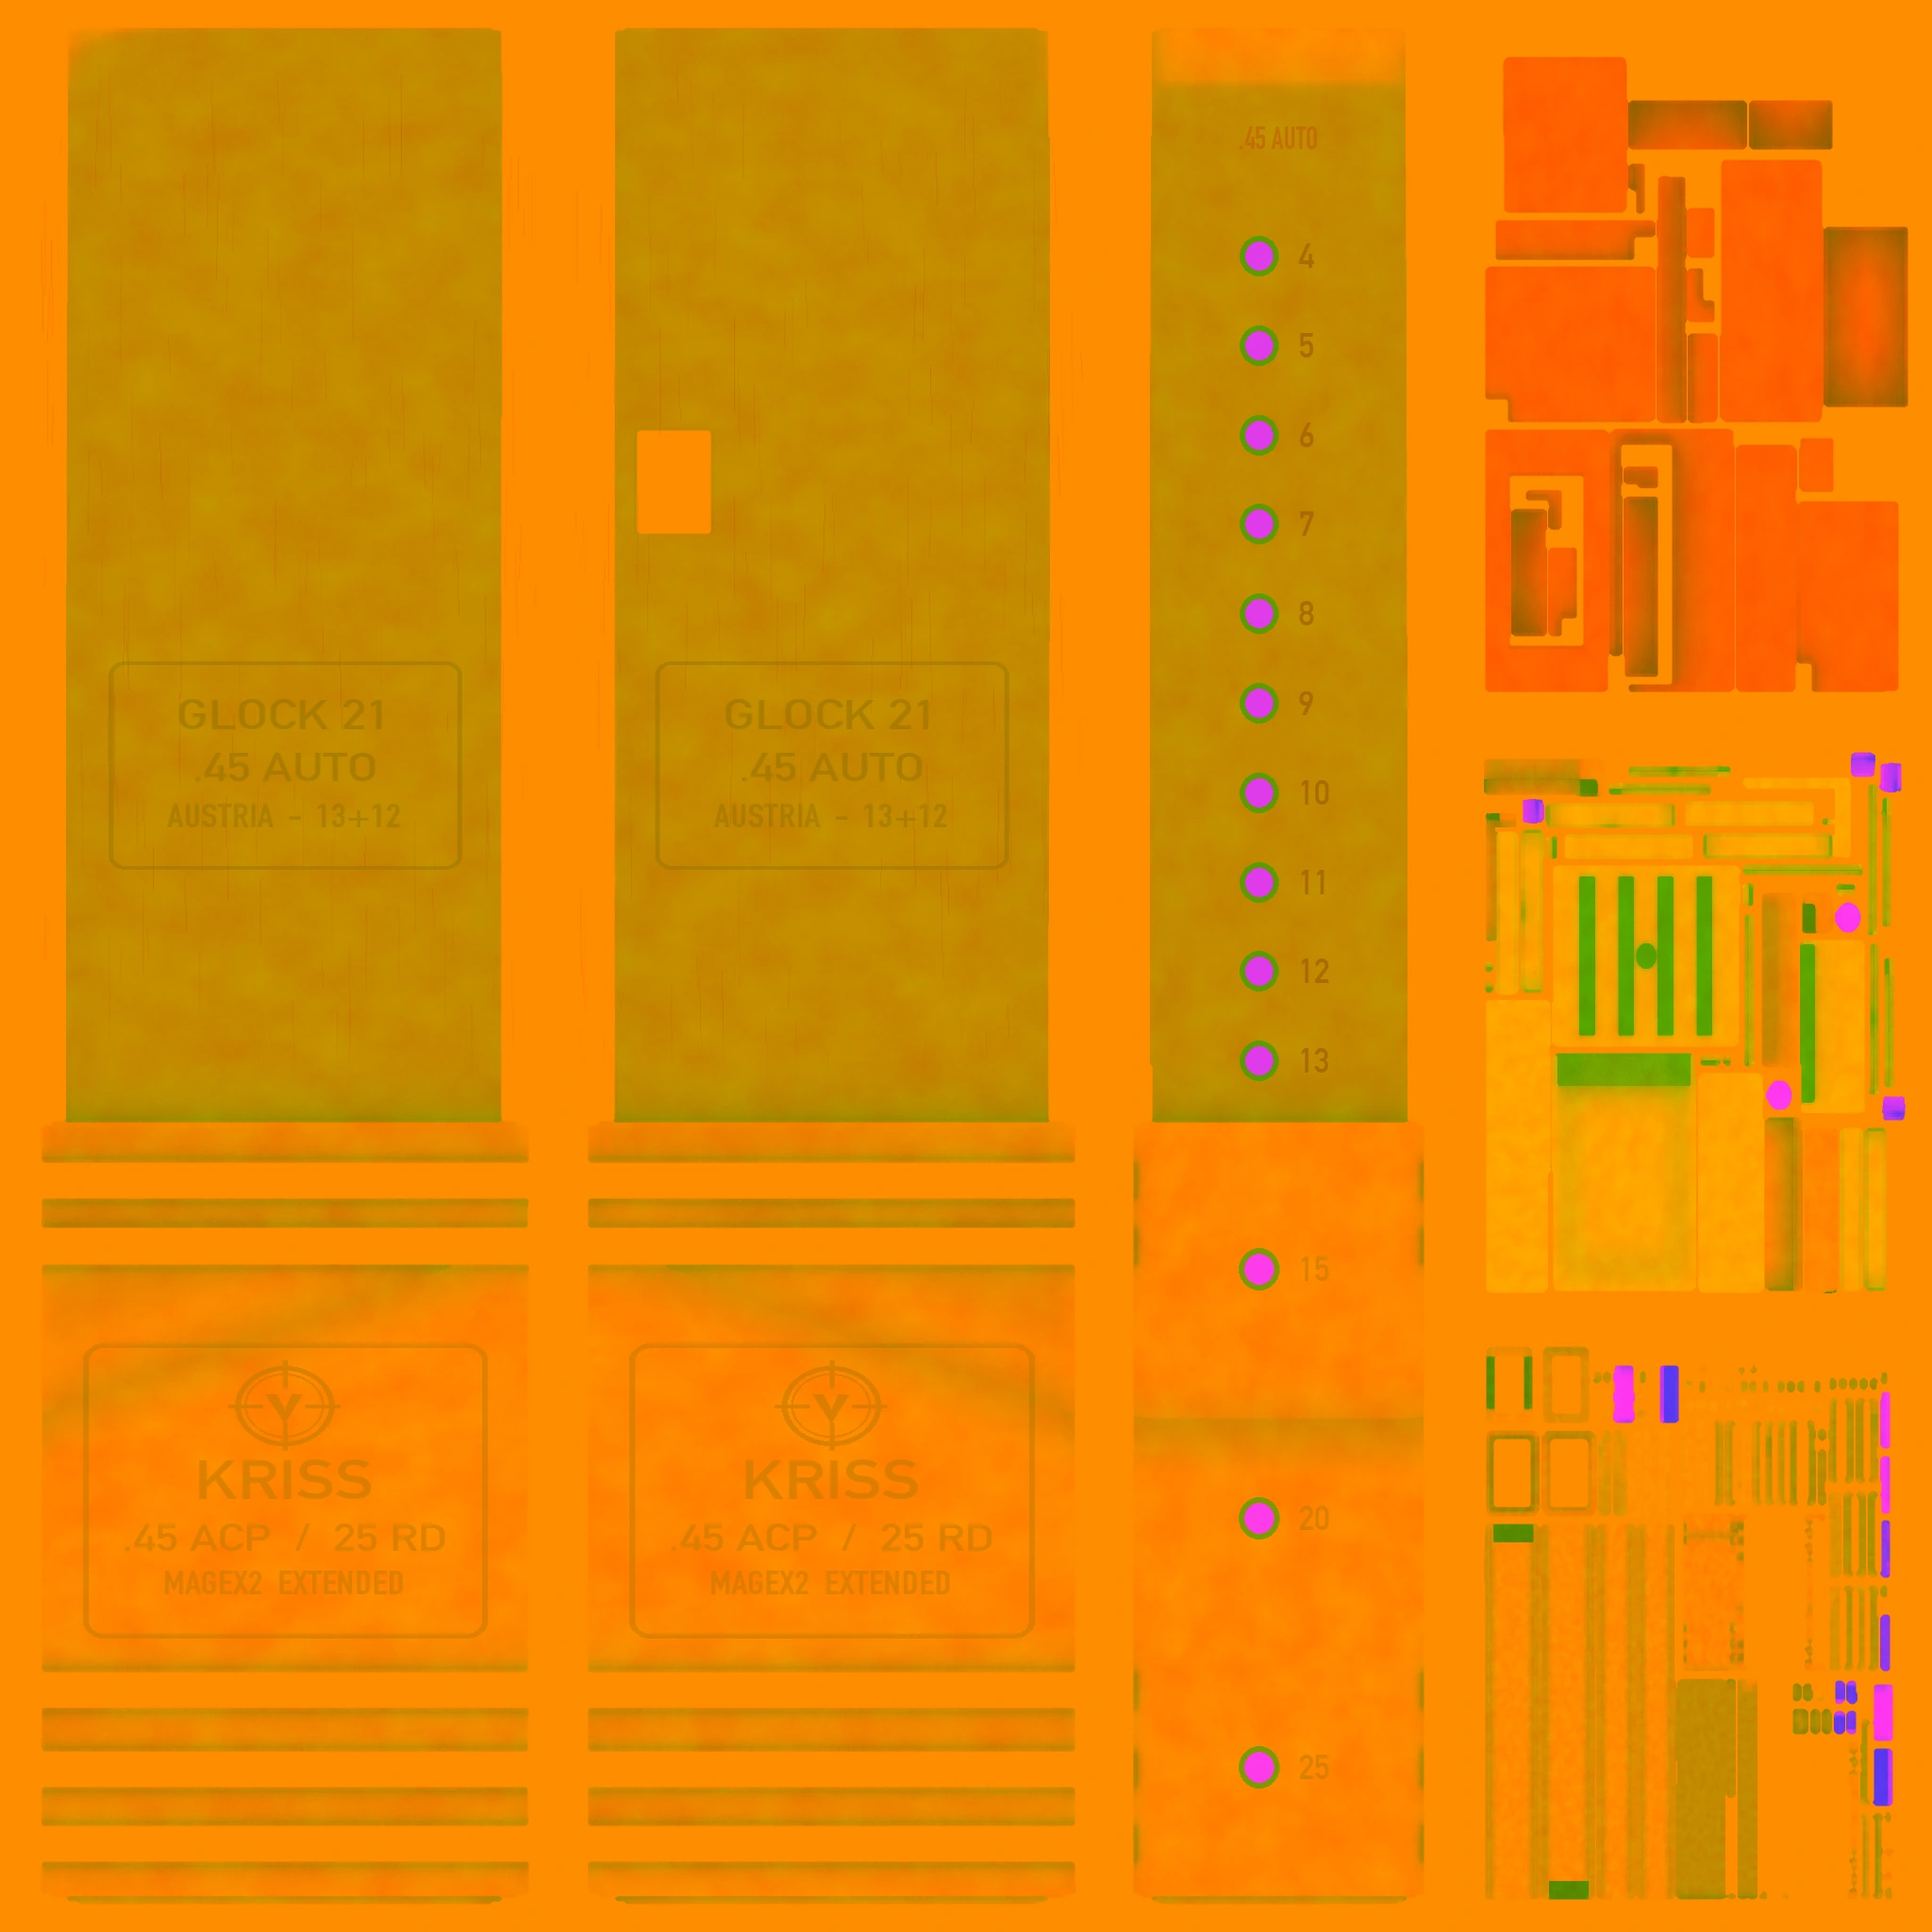 GLOCK 21
.45 AUTO
AUSTRIA - 13+12
GLOCK 21
.45 AUTO
AUSTRIA - 13+12
.45 AUTO
4
5
6
7
8
9
10
11
12
13
15
20
25
KRISS
.45 ACP / 25 RD
MAGEX2 EXTENDED
KRISS
.45 ACP / 25 RD
MAGEX2 EXTENDED